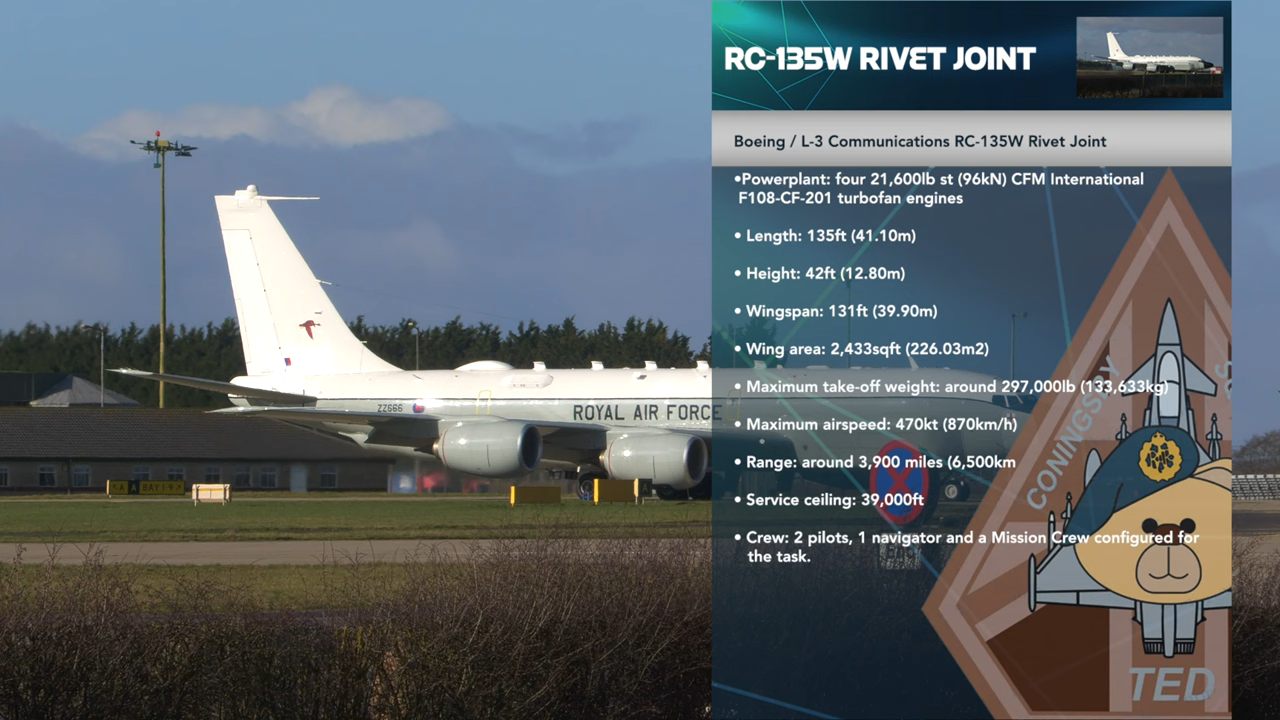 RC-135W RIVET JOINT
Boeing / L-3 Communications RC-135W Rivet Joint
•Powerplant: four 21,600lb st (96kN) CFM International
F108-CF-201 turbofan engines
• Length: 135ft (41.10m)
• Height: 42ft (12.80m)
• Wingspan: 131ft (39.90m)
• Wing area: 2,433sqft (226.03m2)
• Maximum take-off weight: around 297,000lb (133,633kg)
• Maximum airspeed: 470kt (870km/h)
• Range: around 3,900 miles (6,500km
• Service ceiling: 39,000ft
• Crew: 2 pilots, 1 navigator and a Mission Crew configured for
the task.
ZZ666
ROYAL AIR FORCE
CONINGSBY
TED